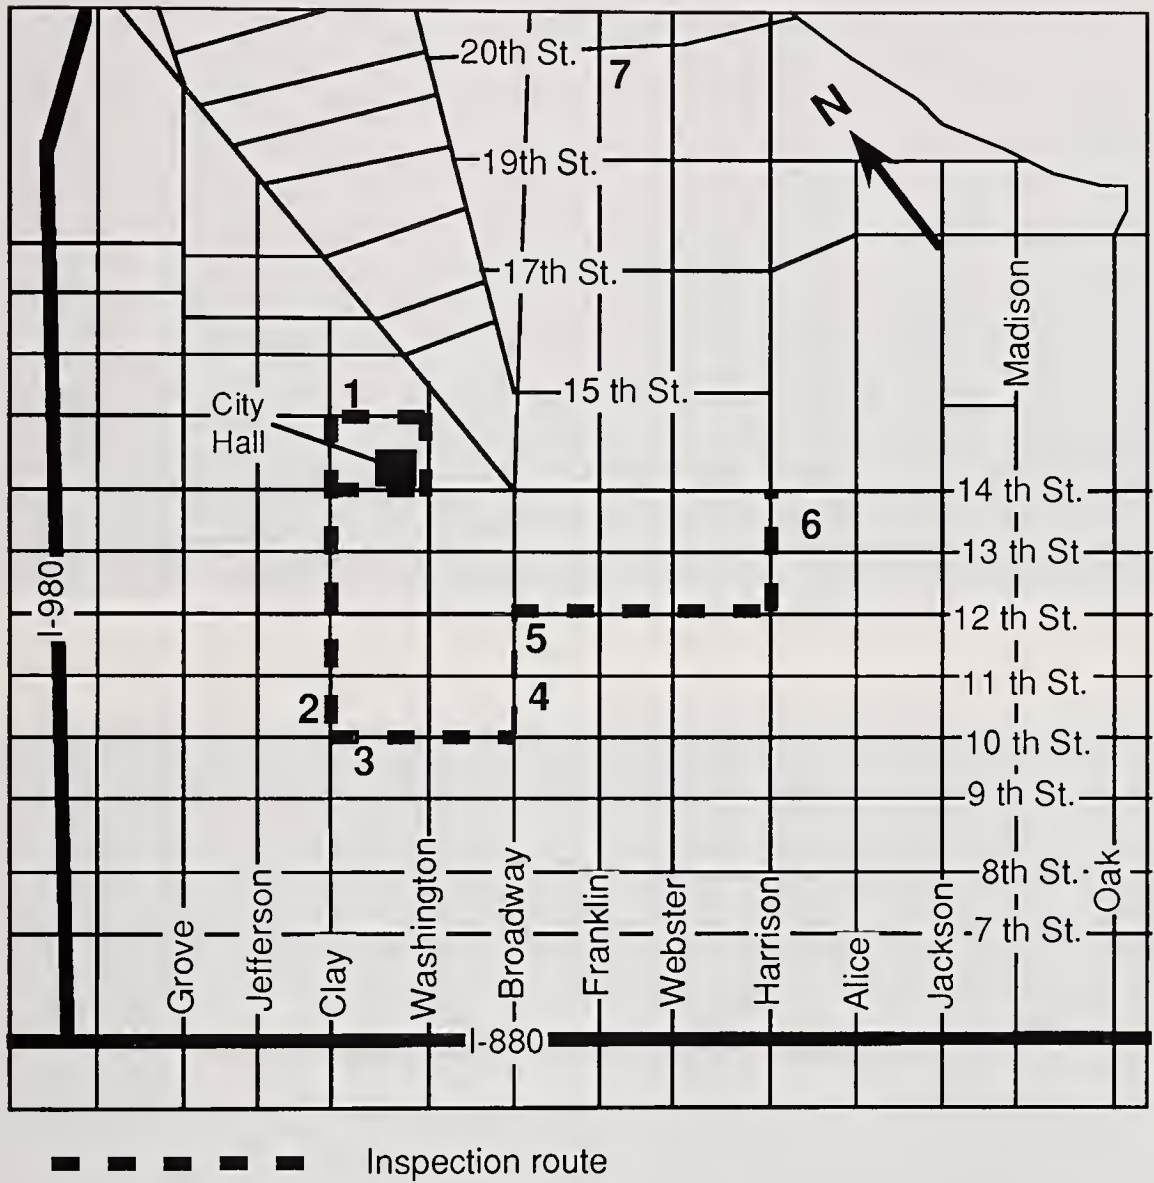 20th St.
7
N
19th St.
17th St.
Madison
1
15 th St.
City
Hall
14 th St.
6
13 th St
I-980
12 th St.
5
11 th St.
2
4
10 th St.
3
9 th St.
8th St.
Oak
7 th St.
Grove
Jefferson
Clay
Washington
Broadway
Franklin
Webster
Harrison
Alice
Jackson
I-880
Inspection route